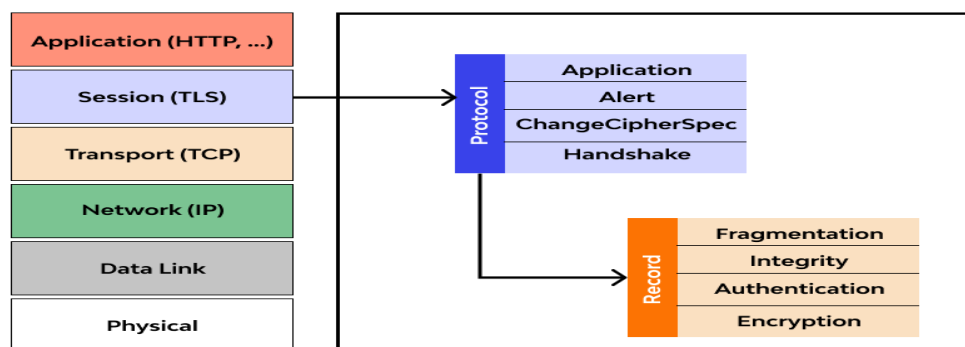 Application (HTTP, ...)
Session (TLS)
Transport (TCP)
Network (IP)
Data Link
Physical
Protocol
Application
Alert
ChangeCipherSpec
Handshake
Record
Fragmentation
Integrity
Authentication
Encryption